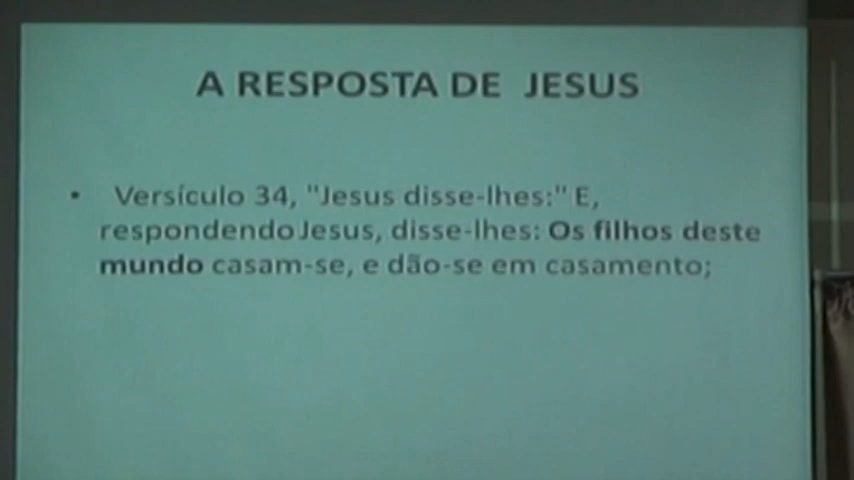 A RESPOSTA DE JESUS
• Versículo 34, "Jesus disse-lhes:" E,
respondendo Jesus, disse-lhes: Os filhos deste
mundo casam-se, e dão-se em casamento;